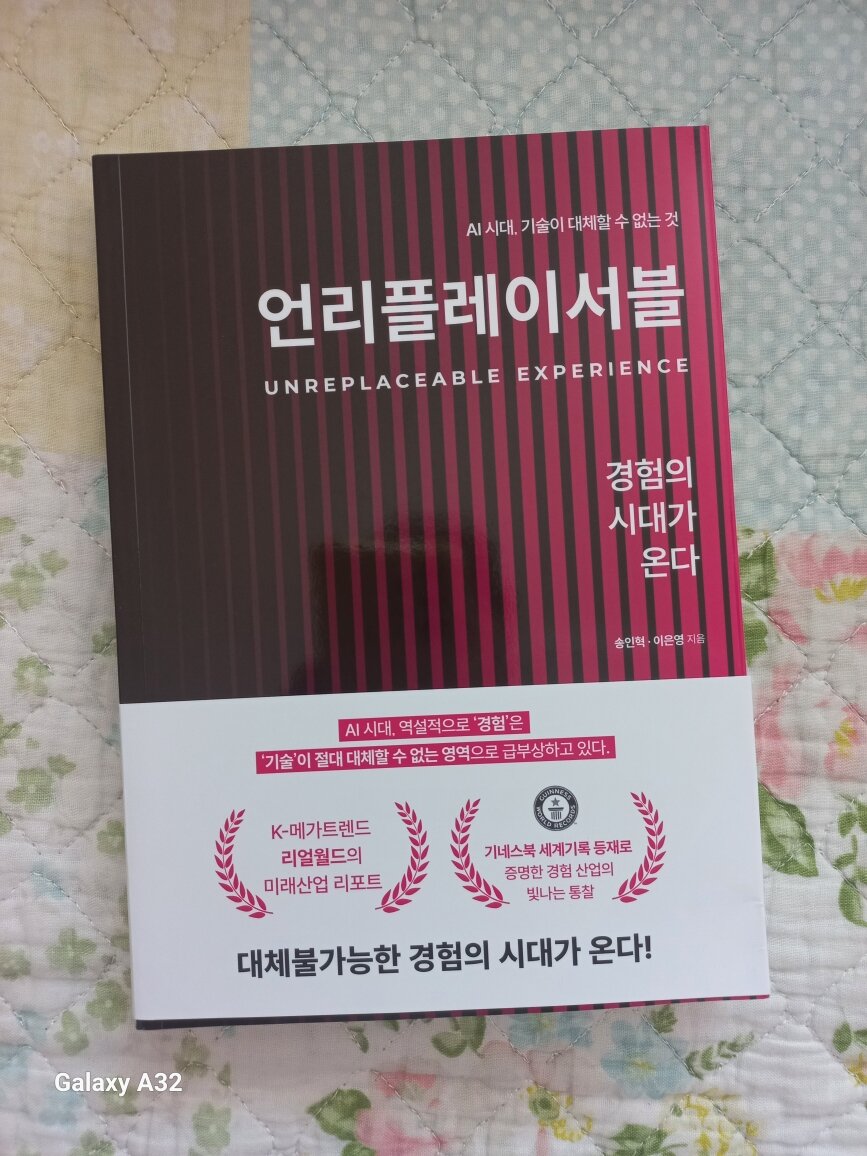 AI 시대, 기술이 대체할 수 없는 것
언리플레이서블
UNREPLACEABLE EXPERIENCE
경험의
시대가
온다
송인혁 · 이은영 지음
AI 시대, 역설적으로 '경험'은
'기술'이 절대 대체할 수 없는 영역으로 급부상하고 있다.
K-메가트렌드
리얼월드의
미래산업 리포트
GUINNESS
WORLD RECORDS
기네스북 세계기록 등재로
증명한 경험 산업의
빛나는 통찰
대체불가능한 경험의 시대가 온다!
Galaxy A32